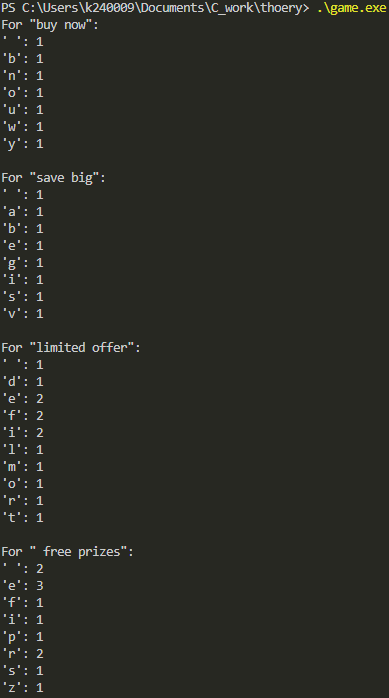 PS C:\Users\k240009\Documents\C_work\thoery> .\game.exe
For "buy now":
' ': 1
'b': 1
'n': 1
'o': 1
'u': 1
'w': 1
'y': 1
For "save big":
' ': 1
'a': 1
'b': 1
'e': 1
'g': 1
'i': 1
's': 1
'v': 1
For "limited offer":
' ': 1
'd': 1
'e': 2
'f': 2
'i': 2
'l': 1
'm': 1
'o': 1
'r': 1
't': 1
For " free prizes":
' ': 2
'e': 3
'f': 1
'i': 1
'p': 1
'r': 2
's': 1
'z': 1